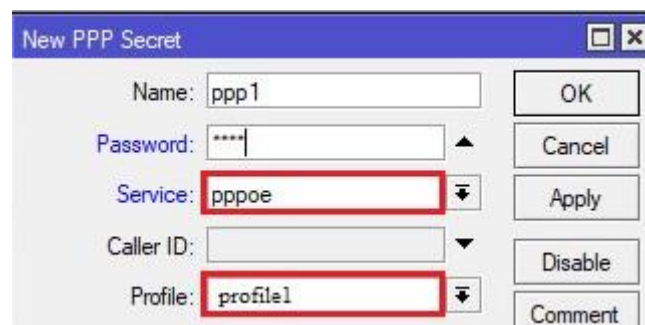 New PPP Secret
Name: ppp1
OK
Password: ****
Cancel
Service: pppoe
Apply
Caller ID:
Disable
Profile: profile1
Comment